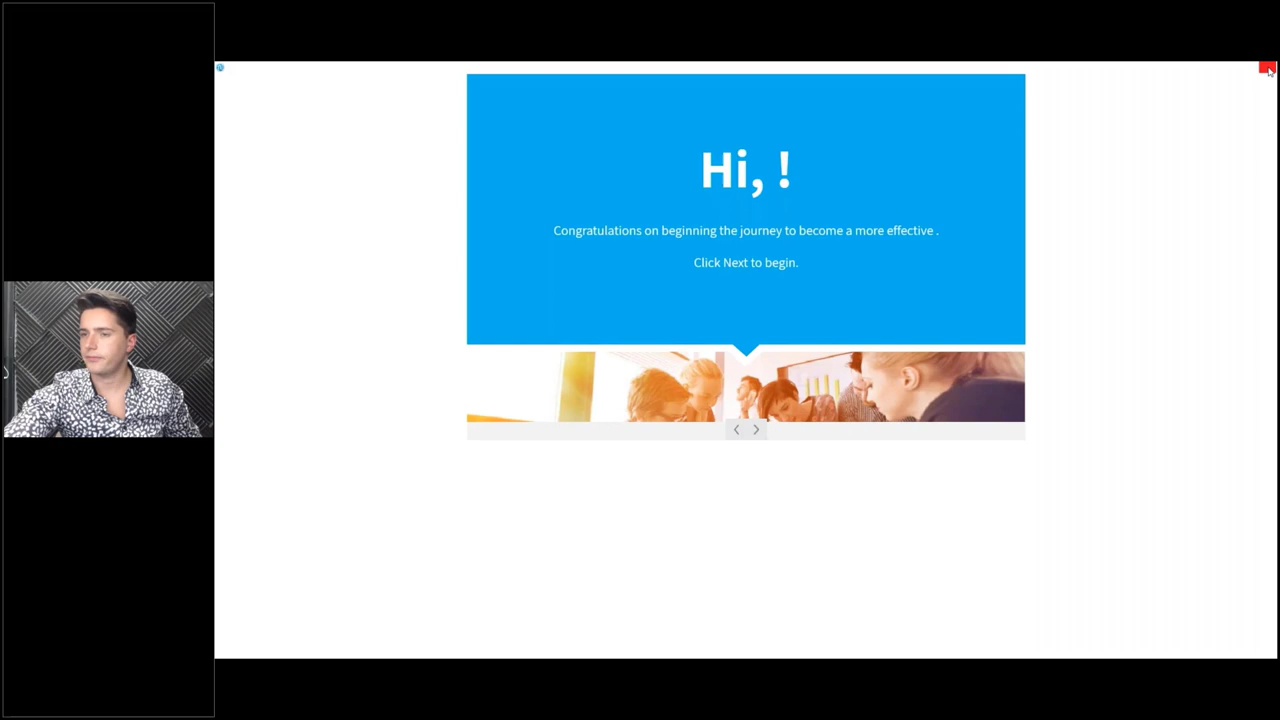 Hi, !
Congratulations on beginning the journey to become a more effective .
Click Next to begin.